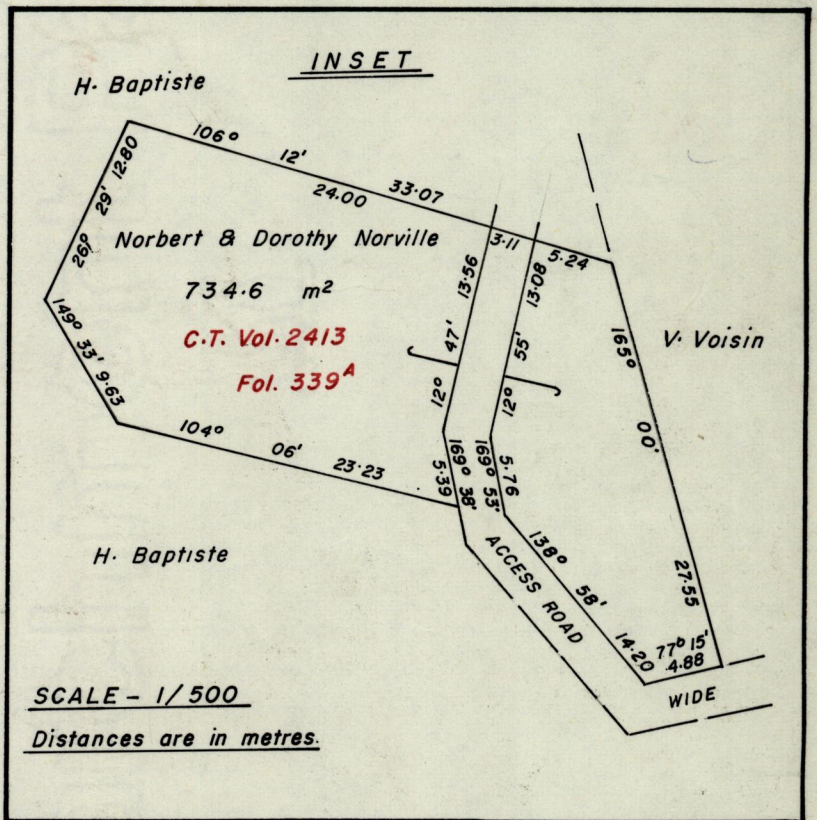 INSET
H. Baptiste
106° 12' 33.07
24.00
3.11
5.24
26° 29' 12.80
Norbert & Dorothy Norville
734.6 m²
C.T. Vol. 2413
Fol. 339A
149° 33' 9.63
104° 06' 23.23
12° 47' 13.56
12° 55' 13.08
169° 38'
5.39
169° 53'
5.76
V. Voisin
165° 00' 27.55
138° 58' 14.20
77° 15'
4.88
ACCESS ROAD
WIDE
H. Baptiste
SCALE - 1/500
Distances are in metres.